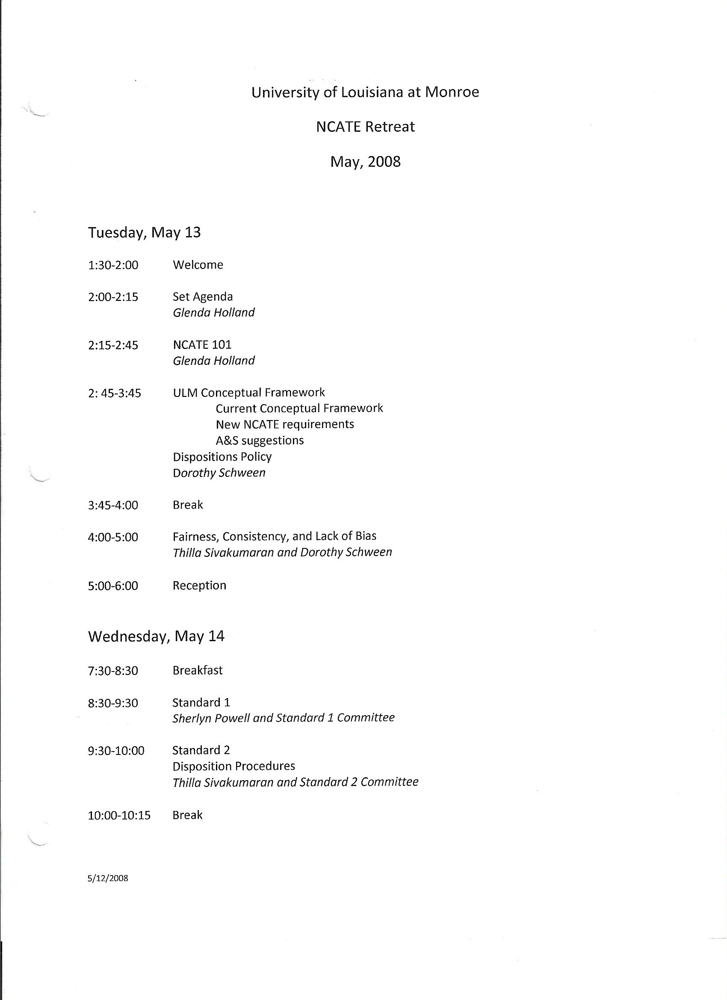 University of Louisiana at Monroe
NCATE Retreat
May, 2008
Tuesday, May 13
1:30-2:00 Welcome
2:00-2:15 Set Agenda
Glenda Holland
2:15-2:45 NCATE 101
Glenda Holland
2: 45-3:45 ULM Conceptual Framework
Current Conceptual Framework
New NCATE requirements
A&S suggestions
Dispositions Policy
Dorothy Schween
3:45-4:00 Break
4:00-5:00 Fairness, Consistency, and Lack of Bias
Thilla Sivakumaran and Dorothy Schween
5:00-6:00 Reception
Wednesday, May 14
7:30-8:30 Breakfast
8:30-9:30 Standard 1
Sherlyn Powell and Standard 1 Committee
9:30-10:00 Standard 2
Disposition Procedures
Thilla Sivakumaran and Standard 2 Committee
10:00-10:15 Break
5/12/2008